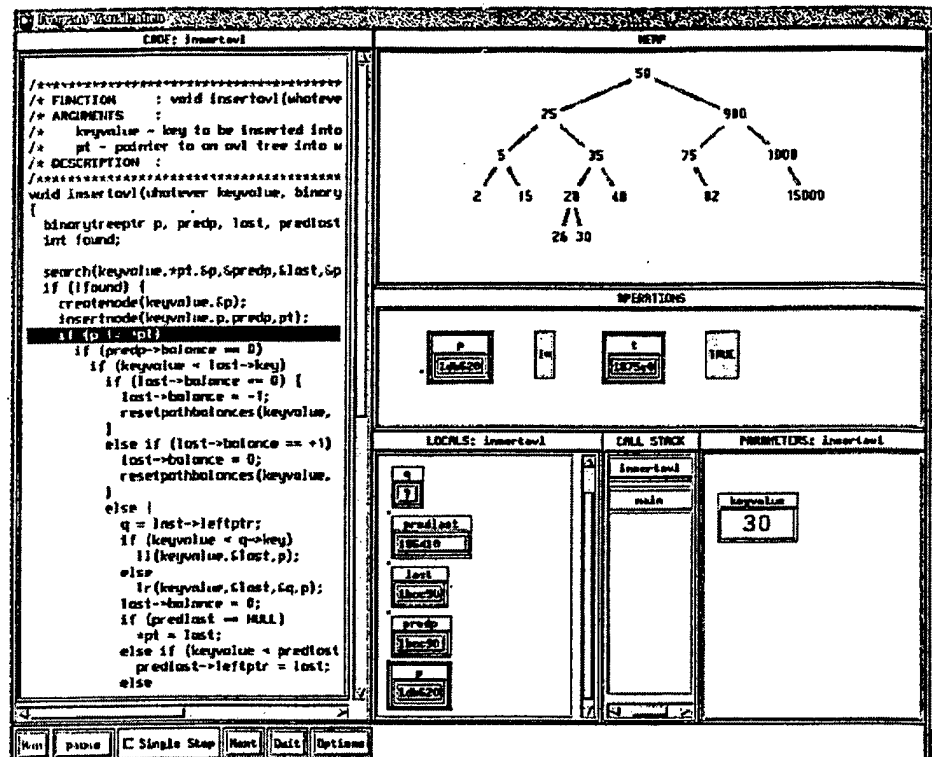 Program Visualization
CODE: insertavl
/****************************************
/* FUNCTION : void insertavl(whateve
/* ARGUMENTS :
/* keyvalue - key to be inserted into
/* pt - pointer to an avl tree into w
/* DESCRIPTION :
/****************************************
void insertavl(whatever keyvalue, binary
{
binarytreeptr p, predp, last, predlast
int found;
search(keyvalue,*pt,&p,&predp,&last,&p
if (!found) {
createnode(keyvalue,&p);
insertnode(keyvalue,p,predp,pt);
if (p != *pt)
if (predp->balance == 0)
if (keyvalue < last->key)
if (last->balance == 0) {
last->balance = -1;
resetpathbalances(keyvalue,
}
else if (last->balance == +1)
last->balance = 0;
resetpathbalances(keyvalue,
}
else {
q = last->leftptr;
if (keyvalue < q->key)
ll(keyvalue,&last,p);
else
lr(keyvalue,&last,&q,p);
last->balance = 0;
if (predlast == NULL)
*pt = last;
else if (keyvalue < predlast
predlast->leftptr = last;
else
HEAP
50
25 900
5 35 75 1000
2 15 28 40 82 15000
26 30
OPERATIONS
p != t TRUE
1db620
LOCALS: insertavl
q
?
predlast
last
predp
p
1db620
CALL STACK
insertavl
main
PARAMETERS: insertavl
keyvalue
30
Run pause Single Step Next Quit Options